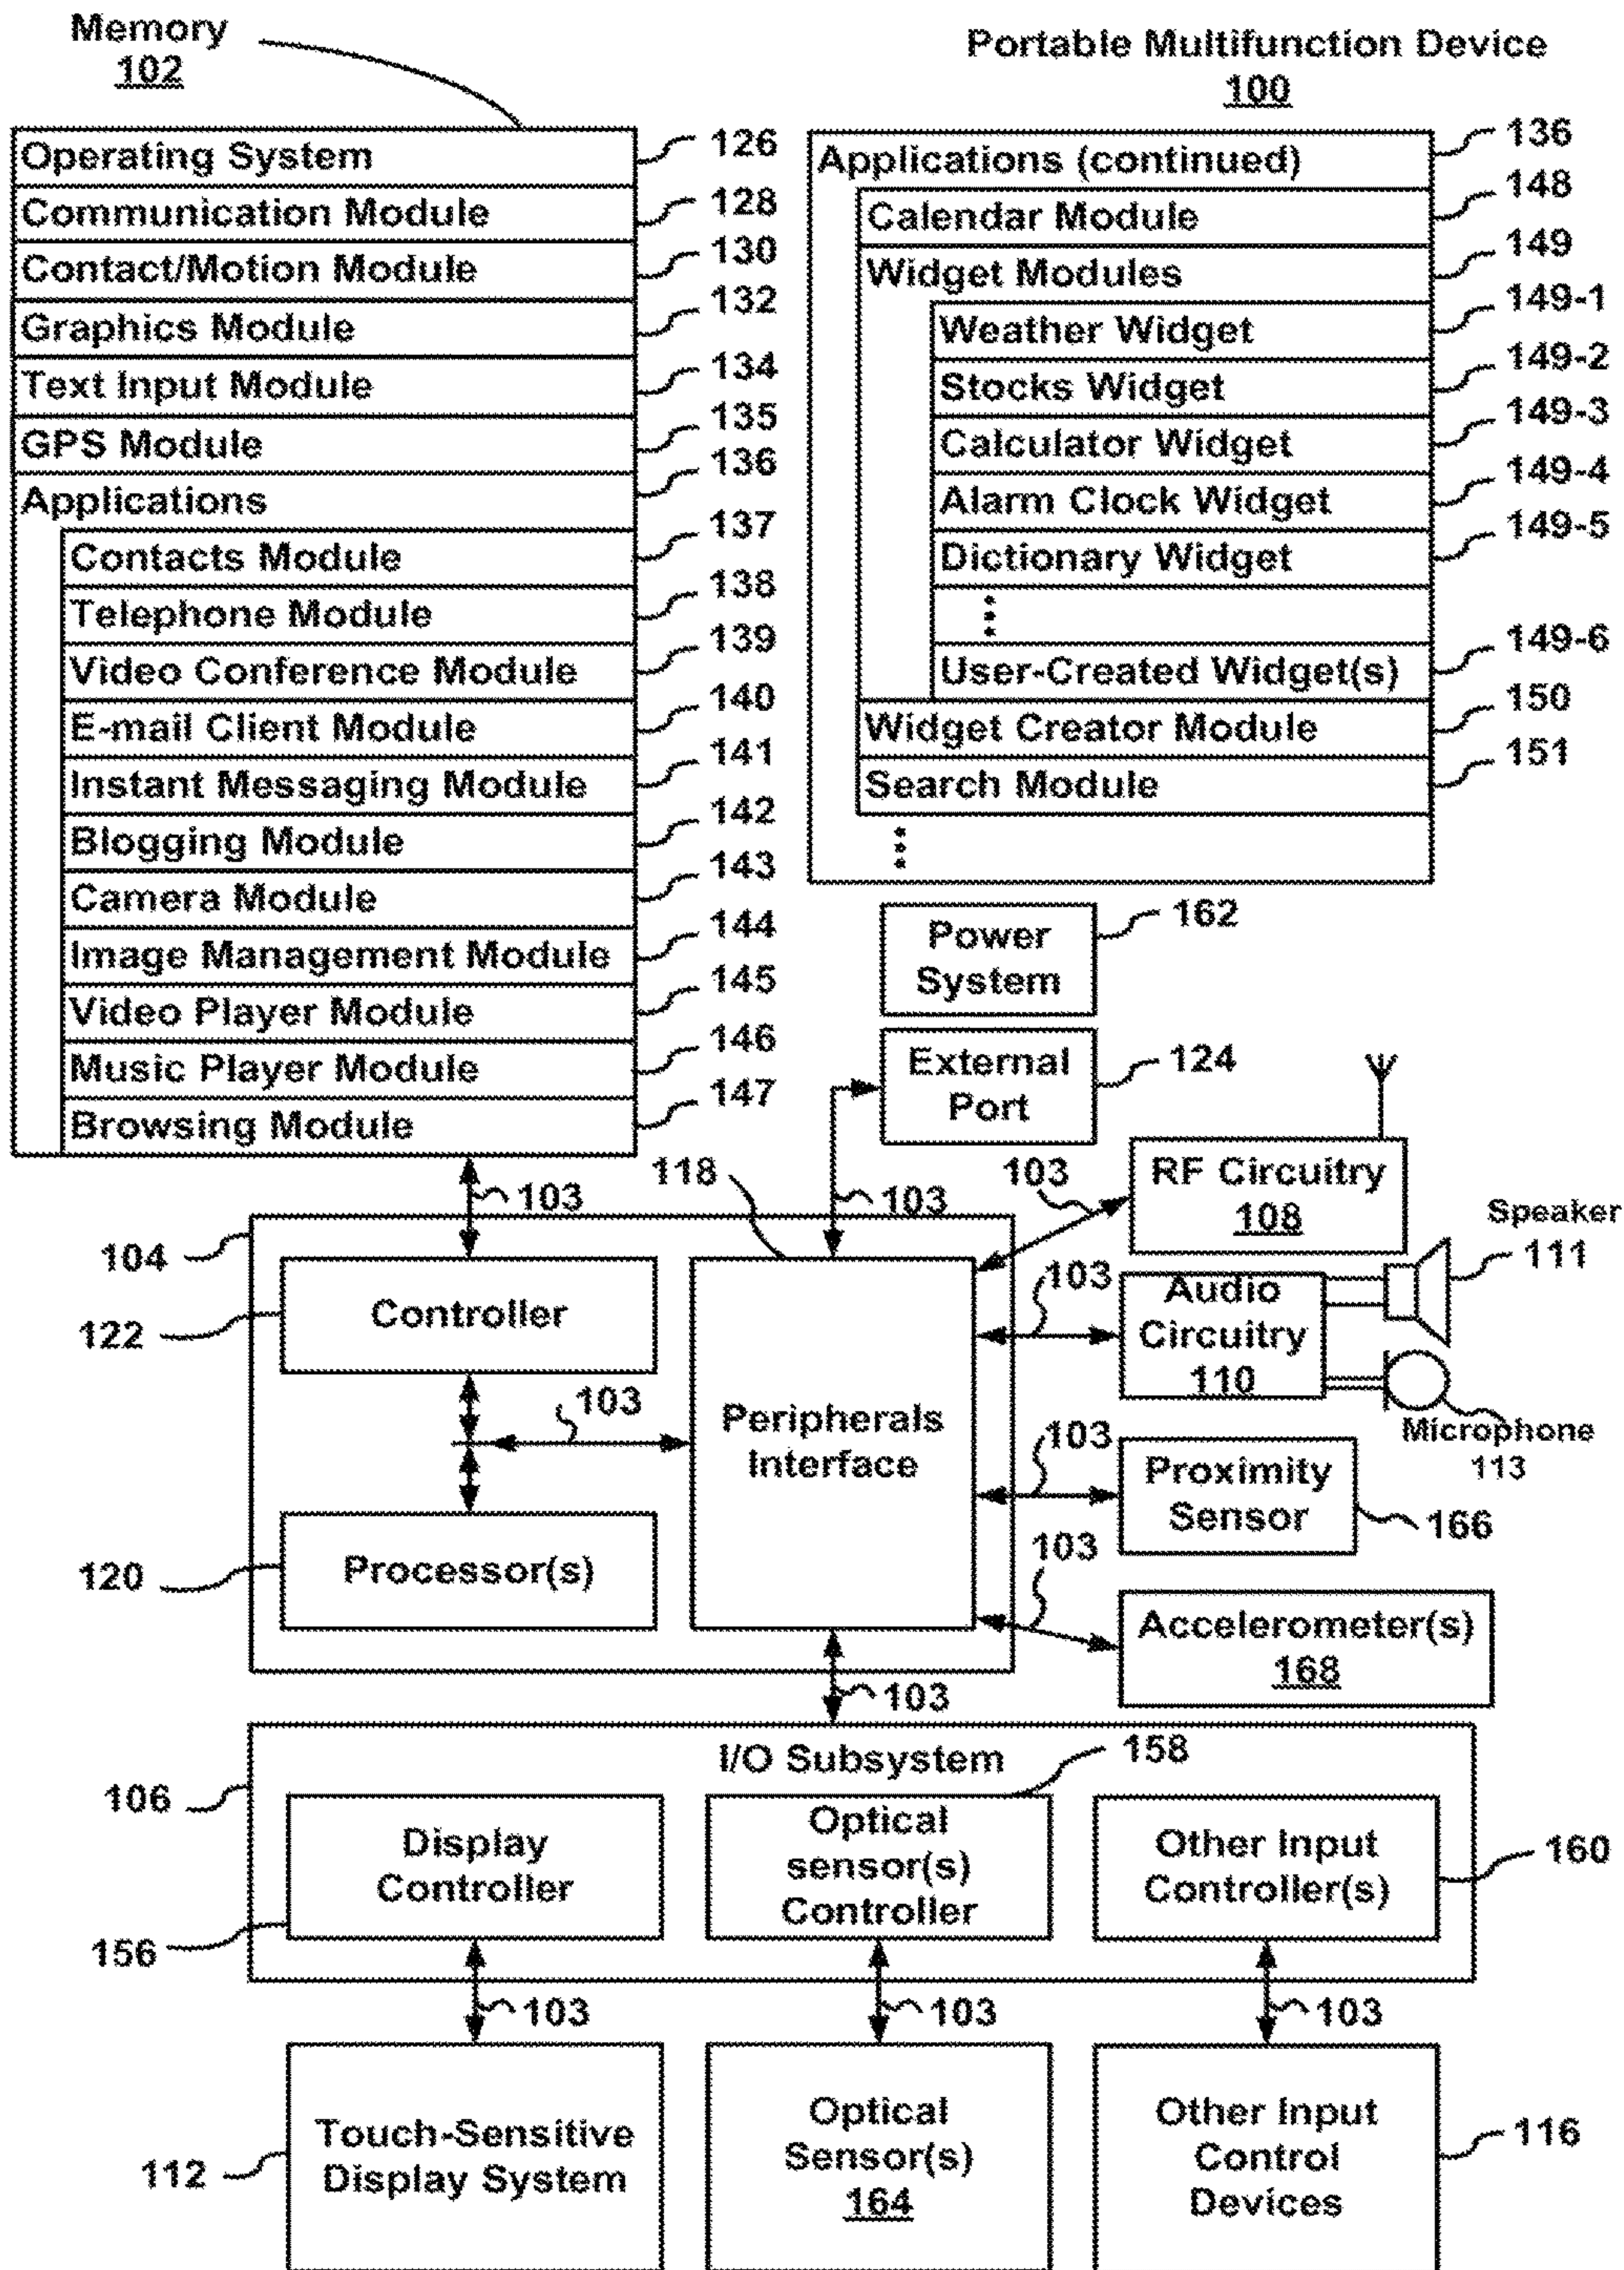 Memory
102
Portable Multifunction Device
100
Operating System
126
Communication Module
128
Contact/Motion Module
130
Graphics Module
132
Text Input Module
134
GPS Module
135
Applications
136
Contacts Module
137
Telephone Module
138
Video Conference Module
139
E-mail Client Module
140
Instant Messaging Module
141
Blogging Module
142
Camera Module
143
Image Management Module
144
Video Player Module
145
Music Player Module
146
Browsing Module
147
Applications (continued)
136
Calendar Module
148
Widget Modules
149
Weather Widget
149-1
Stocks Widget
149-2
Calculator Widget
149-3
Alarm Clock Widget
149-4
Dictionary Widget
149-5
User-Created Widget(s)
149-6
Widget Creator Module
150
Search Module
151
Power
System
162
External
Port
124
103
118
103
103
RF Circuitry
108
Speaker
111
104
Controller
122
103
Peripherals
Interface
Processor(s)
120
103
Audio
Circuitry
110
Microphone
113
103
Proximity
Sensor
166
103
Accelerometer(s)
168
103
I/O Subsystem
106
158
Display
Controller
156
Optical
sensor(s)
Controller
Other Input
Controller(s)
160
103
103
103
Touch-Sensitive
Display System
112
Optical
Sensor(s)
164
Other Input
Control
Devices
116